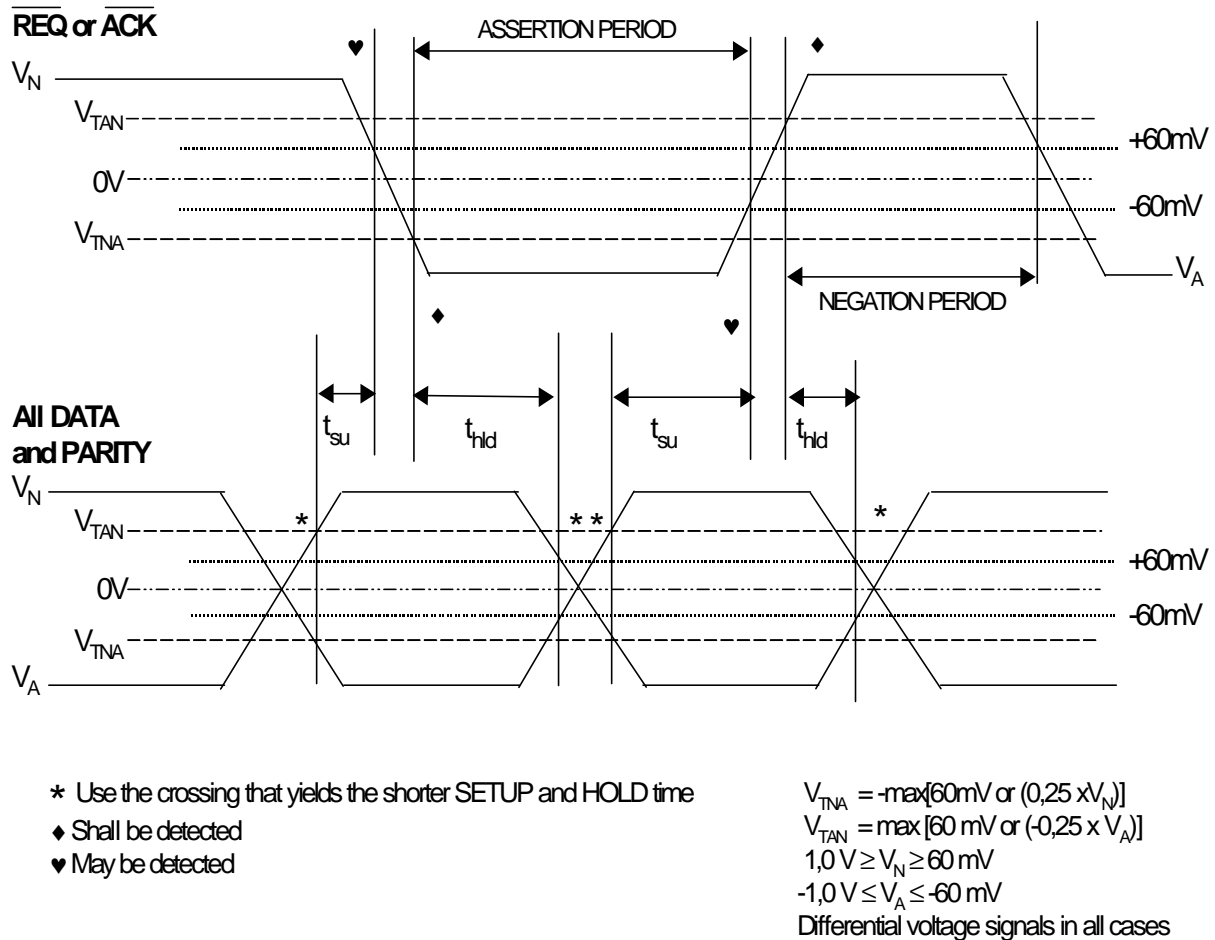 REQ or ACK
ASSERTION PERIOD
♥
♦
V_N
V_TAN
+60mV
0V
-60mV
V_TNA
V_A
NEGATION PERIOD
♦
♥
All DATA
and PARITY
t_su
t_hld
t_su
t_hld
V_N
V_TAN
*
* *
*
+60mV
0V
-60mV
V_TNA
V_A
* Use the crossing that yields the shorter SETUP and HOLD time
♦ Shall be detected
♥ May be detected
V_TNA = -max[60mV or (0,25 xV_N)]
V_TAN = max [60 mV or (-0,25 x V_A)]
1,0 V ≥ V_N ≥ 60 mV
-1,0 V ≤ V_A ≤ -60 mV
Differential voltage signals in all cases